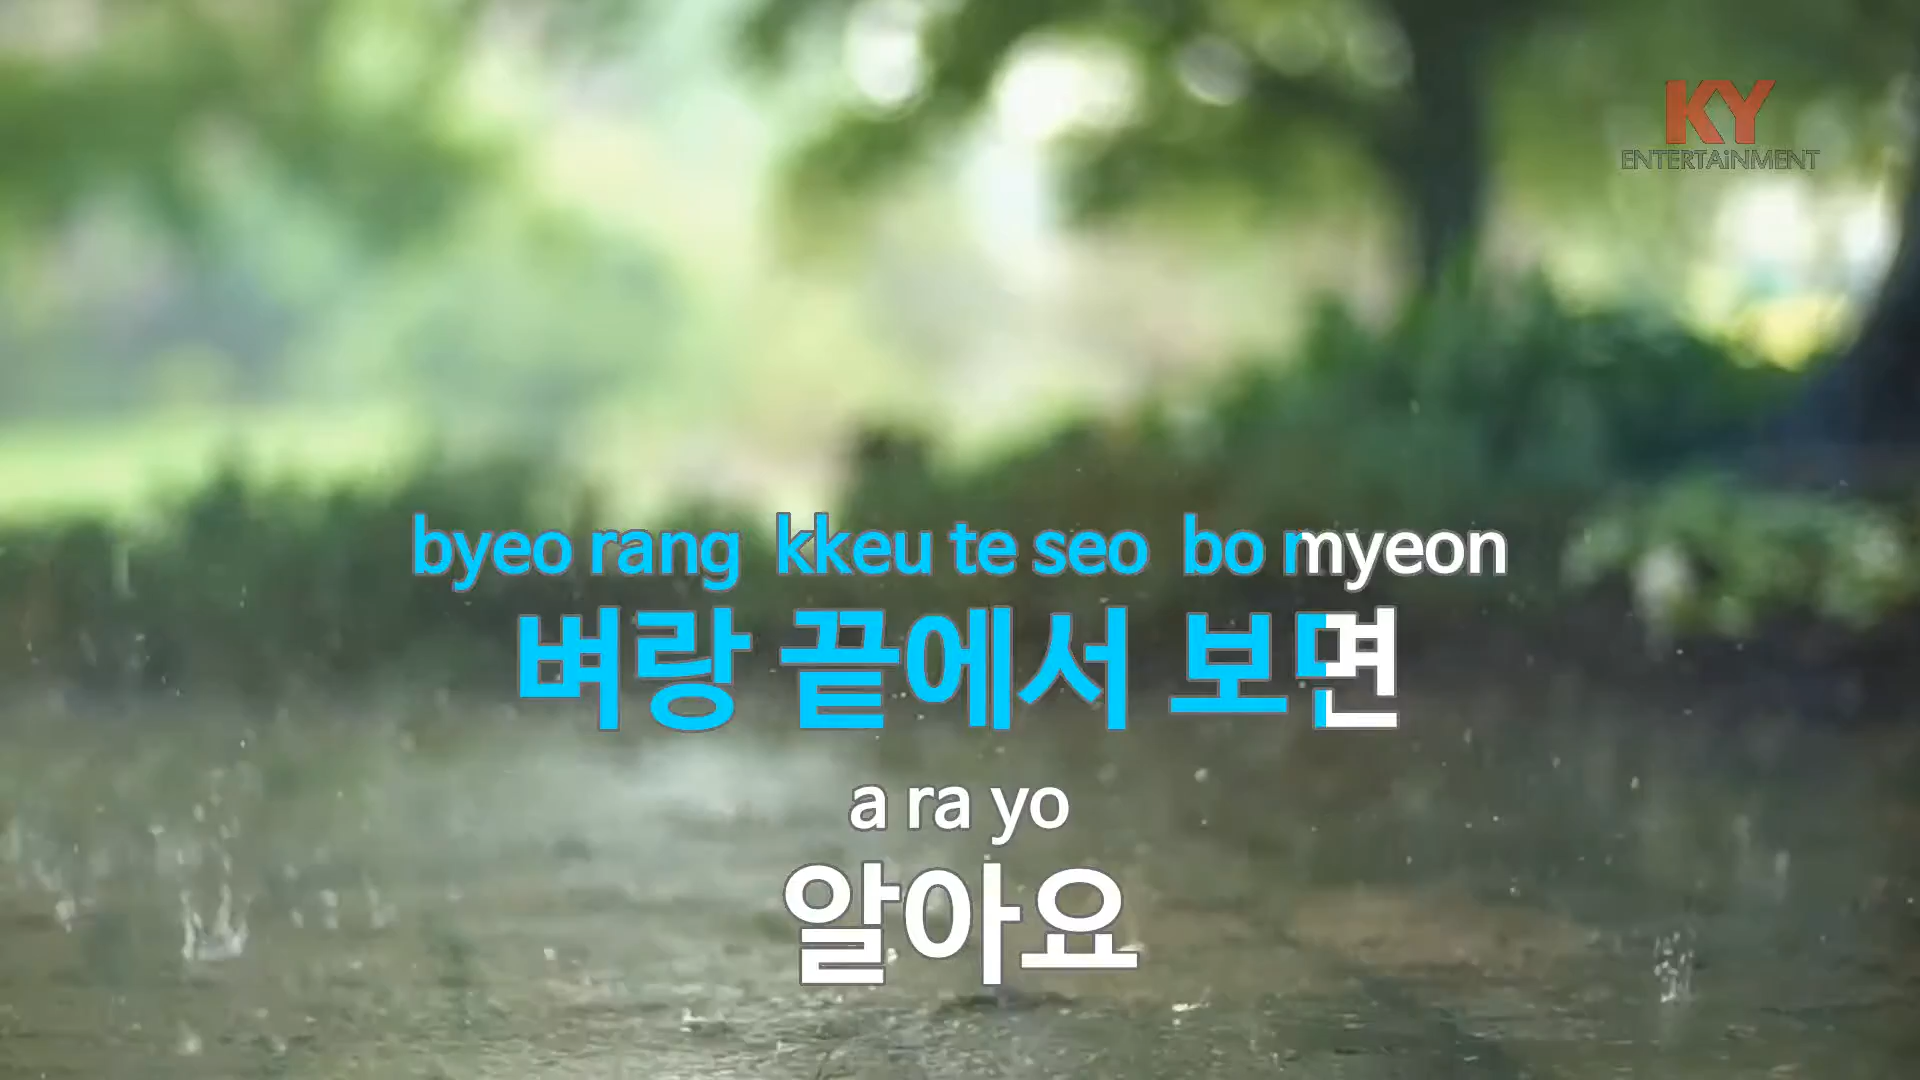 KY
ENTERTAiNMENT
byeo rang kkeu te seo bo myeon
벼랑 끝에서 보면
a ra yo
알아요